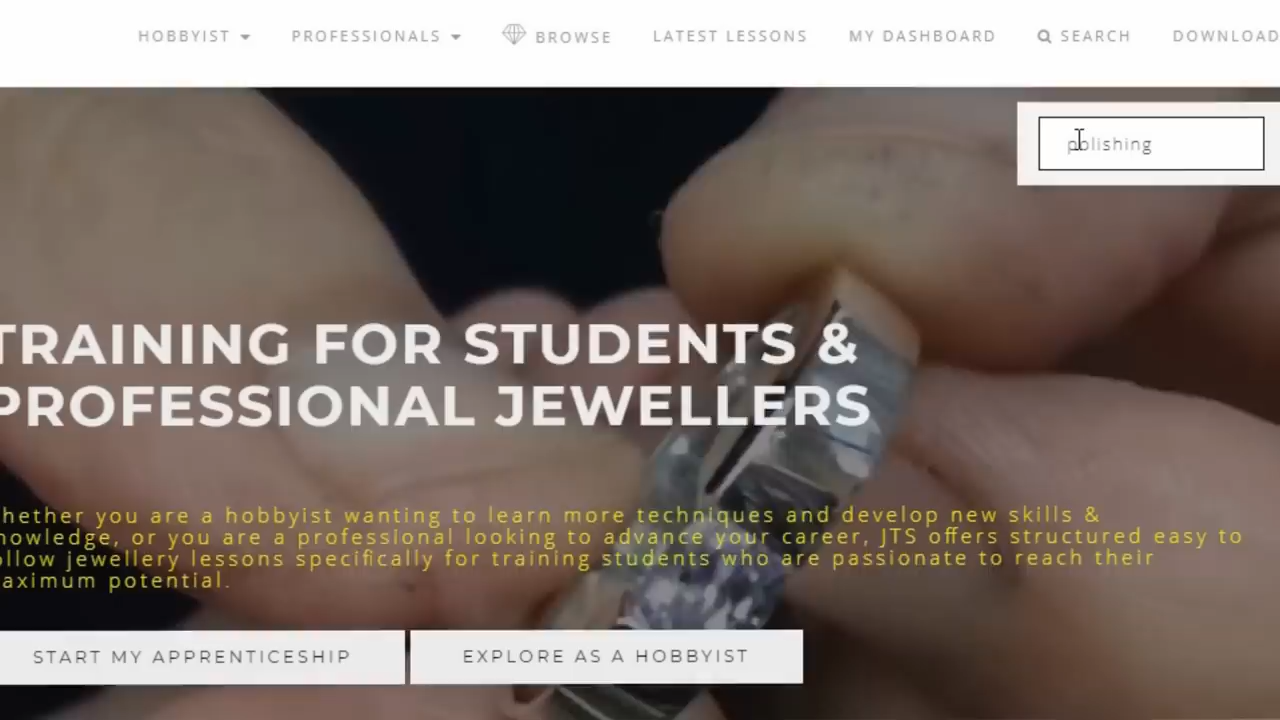 HOBBYIST
PROFESSIONALS
BROWSE
LATEST LESSONS
MY DASHBOARD
SEARCH
DOWNLOAD
polishing
TRAINING FOR STUDENTS &
PROFESSIONAL JEWELLERS
hether you are a hobbyist wanting to learn more techniques and develop new skills &
nowledge, or you are a professional looking to advance your career, JTS offers structured easy to
ollow jewellery lessons specifically for training students who are passionate to reach their
aximum potential.
START MY APPRENTICESHIP
EXPLORE AS A HOBBYIST